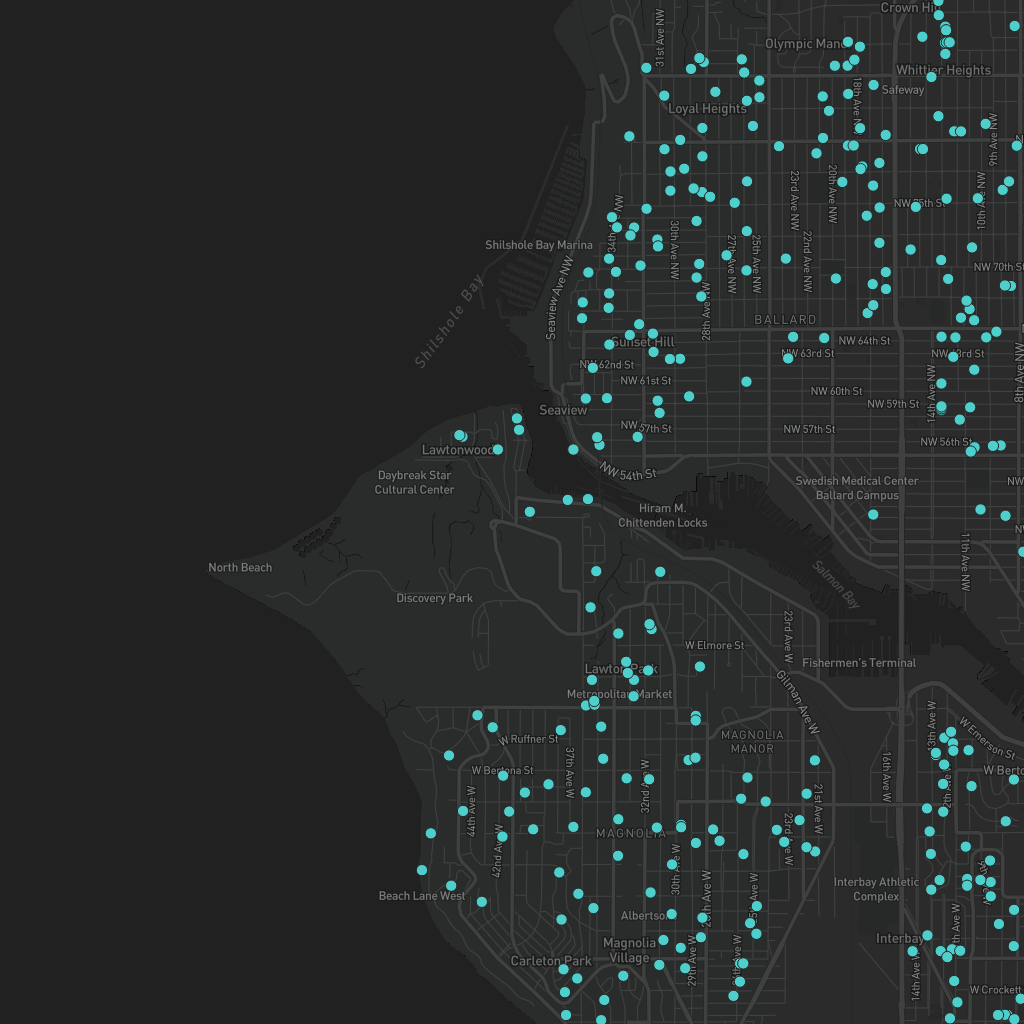 Crown Hill
31st Ave NW
Olympic Mano
Whittier Heights
18th Ave NW
Safeway
Loyal Heights
9th Ave NW
23rd Ave NW
20th Ave NW
10th Ave NW
NW 75th St
34th Ave NW
30th Ave NW
27th Ave NW
25th Ave NW
22nd Ave NW
Shilshole Bay Marina
NW 70th St
Seaview Ave NW
Shilshole Bay
28th Ave NW
BALLARD
Sunset Hill
NW 64th St
NW 63rd St
NW 63rd St
NW 62nd St
8th Ave NW
NW 61st St
NW 60th St
14th Ave NW
NW 59th St
Seaview
NW 57th St
NW 57th St
NW 56th St
Lawtonwood
NW 54th St
Daybreak Star
Cultural Center
Swedish Medical Center
Ballard Campus
NW
Hiram M.
Chittenden Locks
11th Ave NW
North Beach
Salmon Bay
Discovery Park
23rd Ave W
W Elmore St
Fishermen's Terminal
Lawton Park
Metropolitan Market
Gilman Ave W
13th Ave W
W Emerson St
W Ruffner St
MAGNOLIA
MANOR
37th Ave W
32nd Ave W
16th Ave W
W Bertona St
W Berto
44th Ave W
21st Ave W
23rd Ave W
MAGNOLIA
42nd Ave W
30th Ave W
Interbay Athletic
Complex
Beach Lane West
Albertso
29th Ave W
Magnolia
Village
Interbay
14th Ave W
Carleton Park
W Crockett